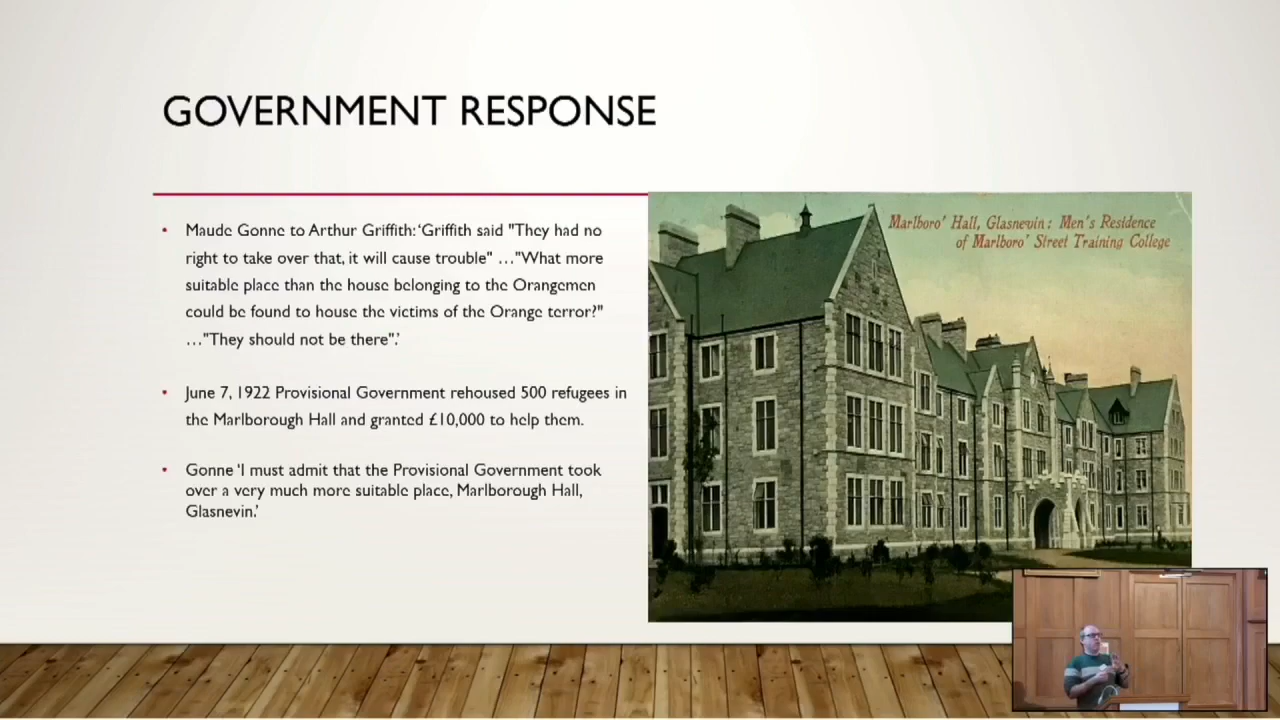 GOVERNMENT RESPONSE
• Maude Gonne to Arthur Griffith: ‘Griffith said "They had no
right to take over that, it will cause trouble" …"What more
suitable place than the house belonging to the Orangemen
could be found to house the victims of the Orange terror?"
…"They should not be there".’
• June 7, 1922 Provisional Government rehoused 500 refugees in
the Marlborough Hall and granted £10,000 to help them.
• Gonne ‘I must admit that the Provisional Government took
over a very much more suitable place, Marlborough Hall,
Glasnevin.’
Marlboro' Hall, Glasnevin: Men's Residence
of Marlboro' Street Training College